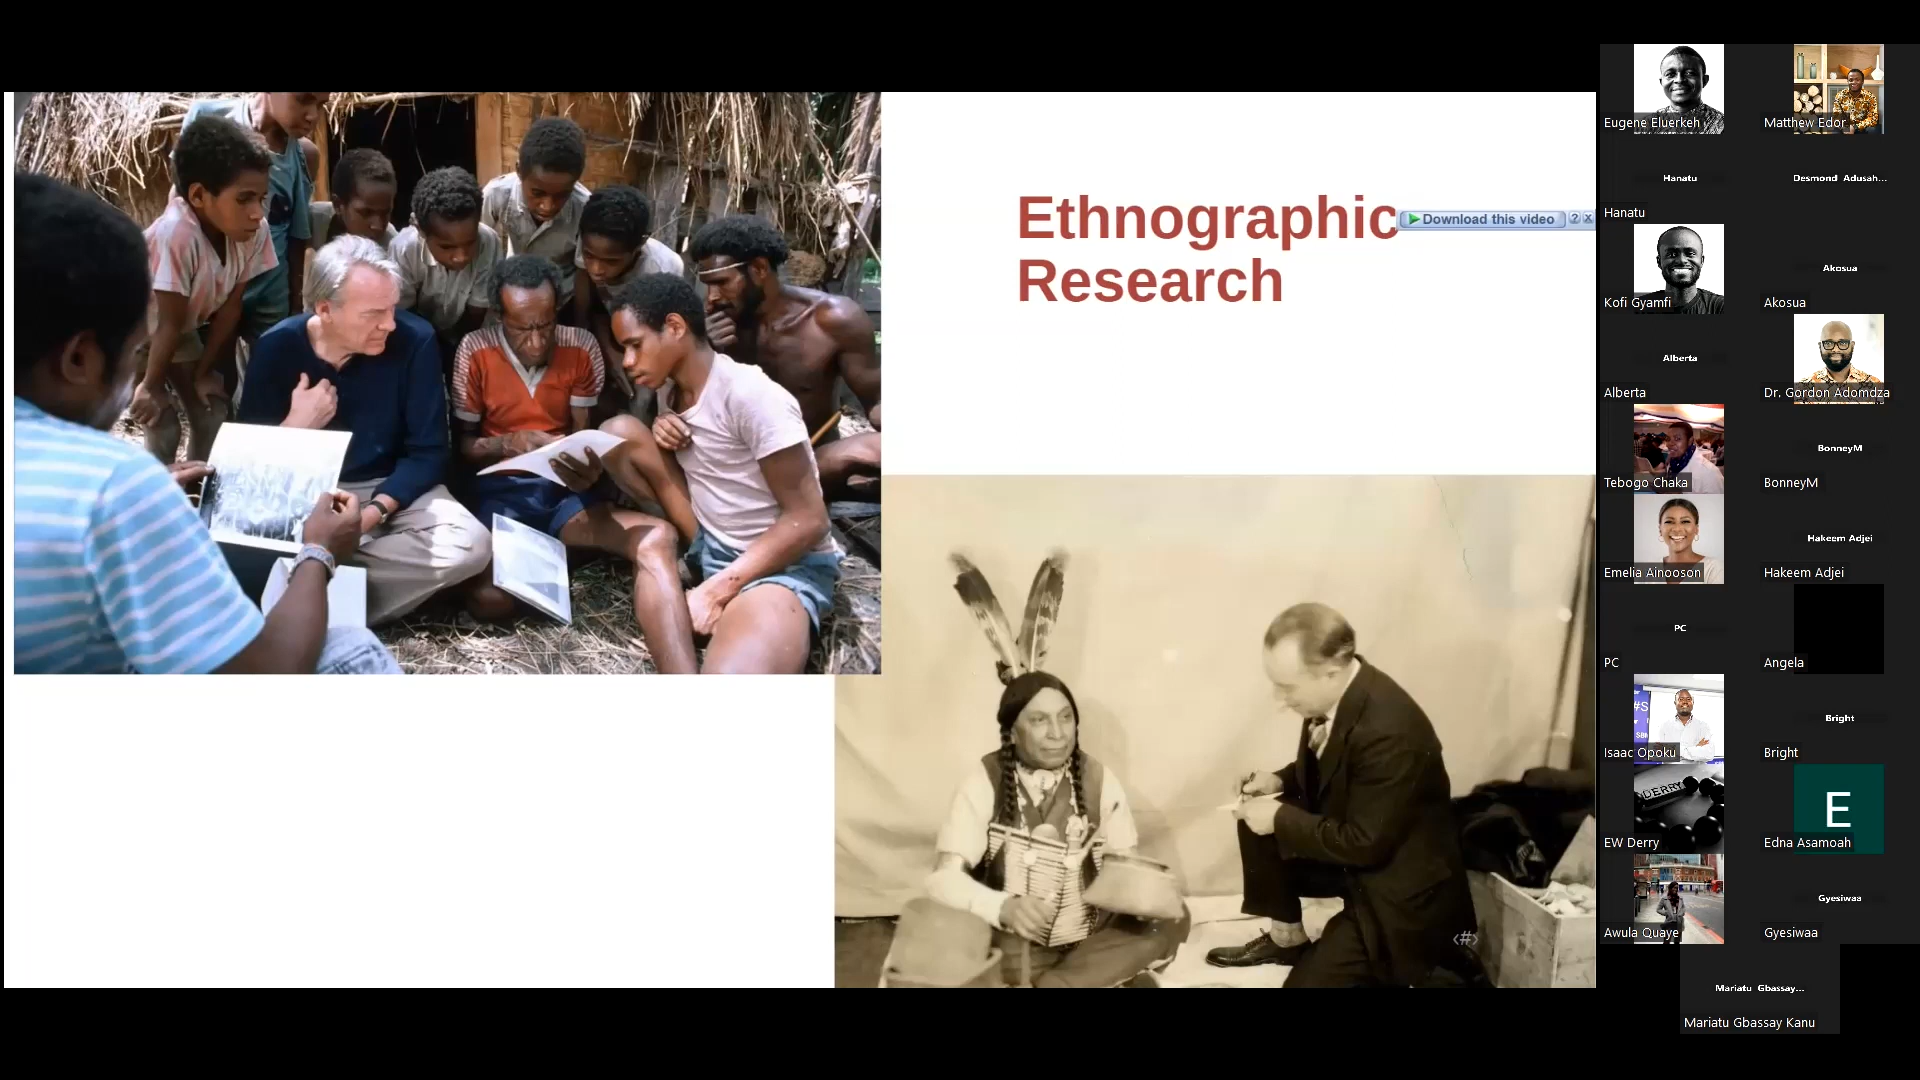 Ethnographic
Research
Download this video
?
‹#›
Eugene Eluerkeh
Matthew Edor
Hanatu
Hanatu
Desmond Adusah...
Kofi Gyamfi
Akosua
Akosua
Alberta
Alberta
Dr. Gordon Adomdza
Tebogo Chaka
BonneyM
BonneyM
Emelia Ainooson
Hakeem Adjei
Hakeem Adjei
PC
PC
Angela
#S
Isaac Opoku
Bright
Bright
DERRY
EW Derry
E
Edna Asamoah
Awula Quaye
Gyesiwaa
Gyesiwaa
Mariatu Gbassay...
Mariatu Gbassay Kanu